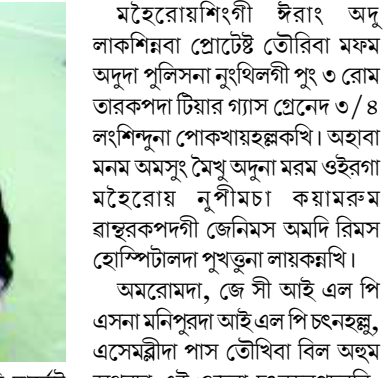 মহৈরোয়শিংগী ঈরাং অদু
লাকশিন্নবা প্রোটেষ্ট তৌরিবা মফম
অদুদা পুলিসনা নুংথিলগী পুং ৩ রোম
তারকপদা টিয়ার গ্যাস গ্রেনেদ ৩/৪
লংশিন্দুনা পোকখায়হল্লকখি। অহাবা
মনম অমসুং মৈখু অদুনা মরম ওইরগা
মহৈরোয় নুপীমচা কয়ামরুম
ৱান্থরকপদগী জেনিমস অমদি রিমস
হোস্পিটালদা পুখত্তুনা লায়কন্নখি।
অমরোমদা, জে সী আই এল পি
এসনা মনিপুরদা আই এল পি চৎনহল্লু,
এসেমব্লীদা পাস তৌখিবা বিল অহুম